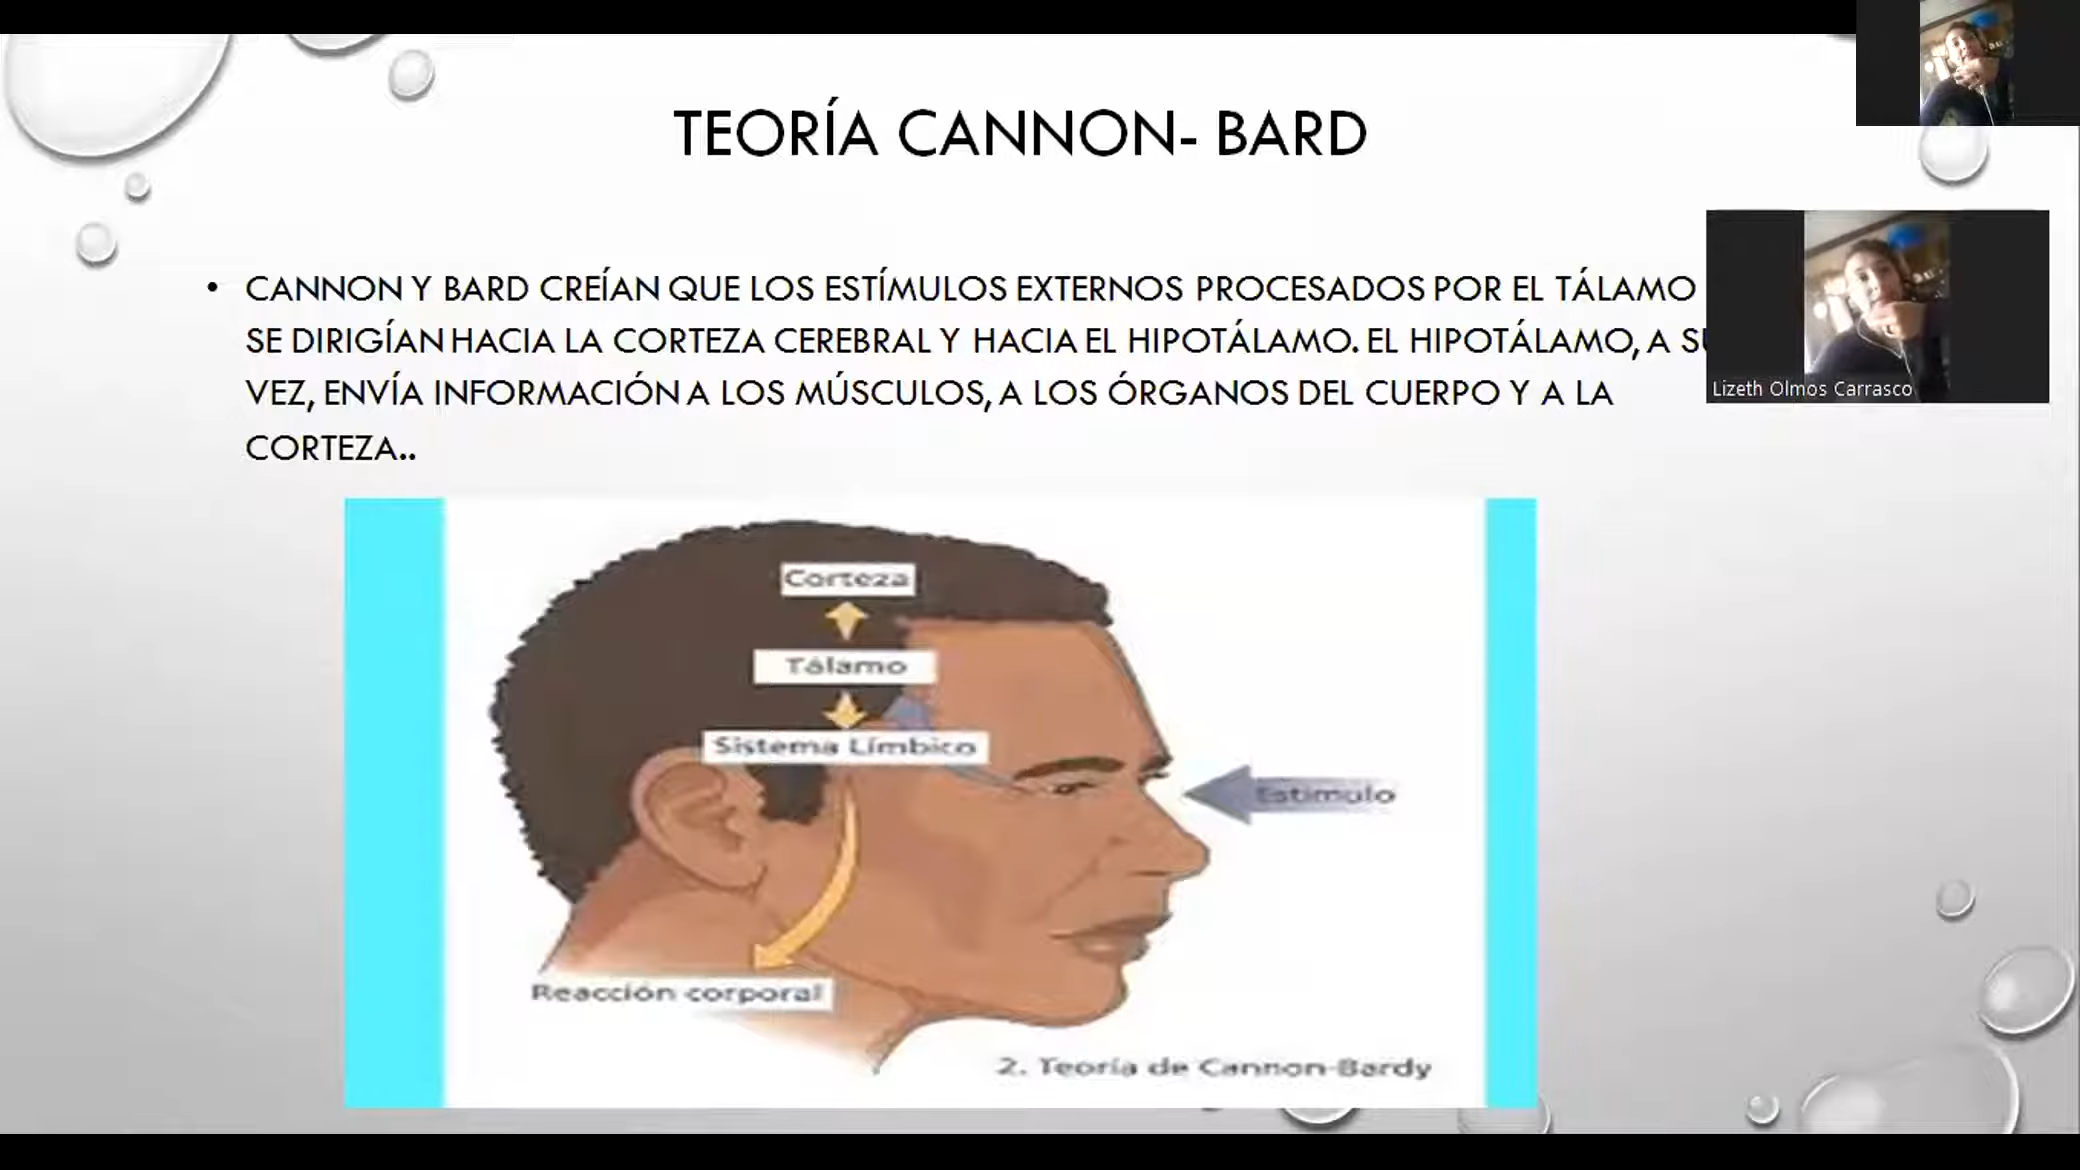 TEORÍA CANNON- BARD
• CANNON Y BARD CREÍAN QUE LOS ESTÍMULOS EXTERNOS PROCESADOS POR EL TÁLAMO
SE DIRIGÍAN HACIA LA CORTEZA CEREBRAL Y HACIA EL HIPOTÁLAMO. EL HIPOTÁLAMO, A SU
VEZ, ENVÍA INFORMACIÓN A LOS MÚSCULOS, A LOS ÓRGANOS DEL CUERPO Y A LA
CORTEZA..
Lizeth Olmos Carrasco
Corteza
Tálamo
Sistema Límbico
Estimulo
Reacción corporal
2. Teoría de Cannon-Bardy